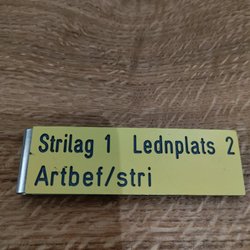 Strilag 1 Lednplats 2
Artbef/stri